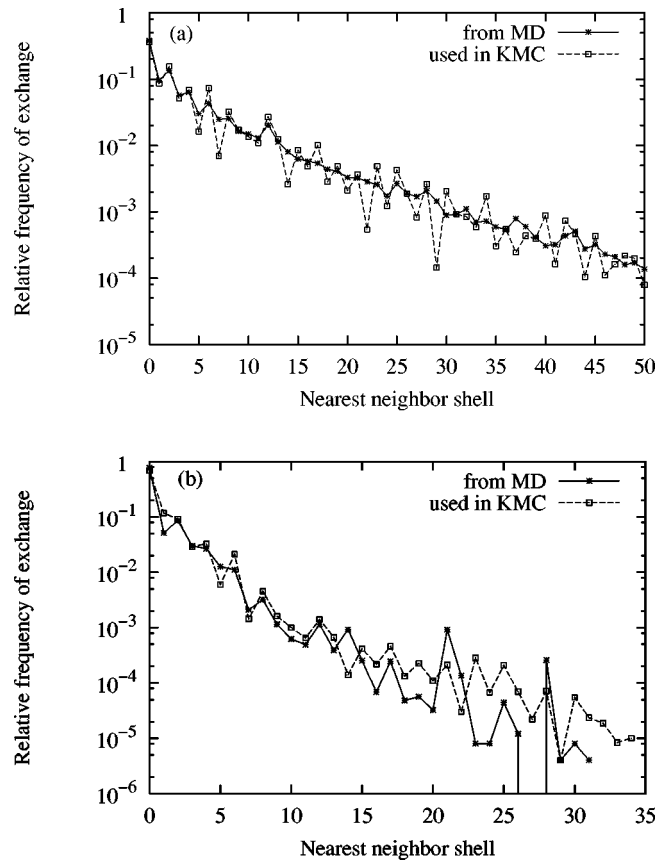 (a)
from MD
used in KMC
Relative frequency of exchange
1
10⁻¹
10⁻²
10⁻³
10⁻⁴
10⁻⁵
0 5 10 15 20 25 30 35 40 45 50
Nearest neighbor shell
(b)
from MD
used in KMC
Relative frequency of exchange
1
10⁻¹
10⁻²
10⁻³
10⁻⁴
10⁻⁵
10⁻⁶
0 5 10 15 20 25 30 35
Nearest neighbor shell